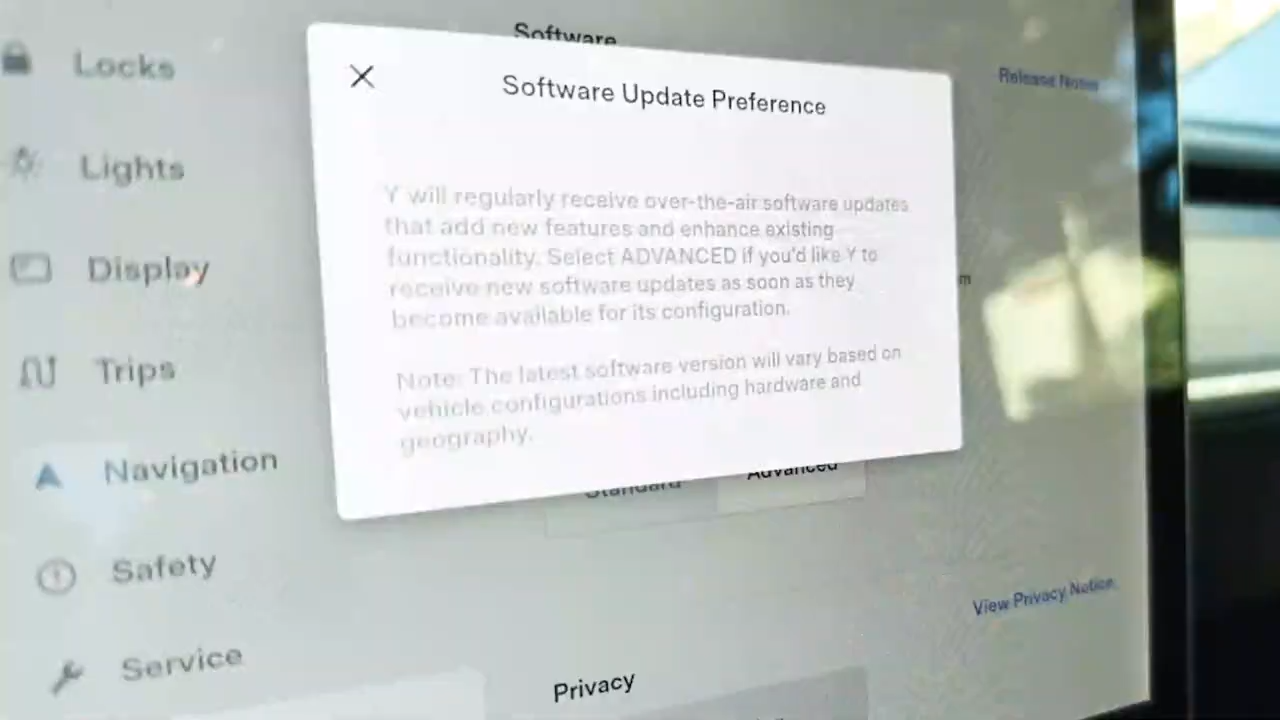 Software
Release Notes
Locks
Lights
Display
Trips
Navigation
Safety
Service
Software Update Preference
Y will regularly receive over-the-air software updates
that add new features and enhance existing
functionality. Select ADVANCED if you'd like Y to
receive new software updates as soon as they
become available for its configuration.
Note: The latest software version will vary based on
vehicle configurations including hardware and
geography.
Standard
Advanced
View Privacy Notice
Privacy